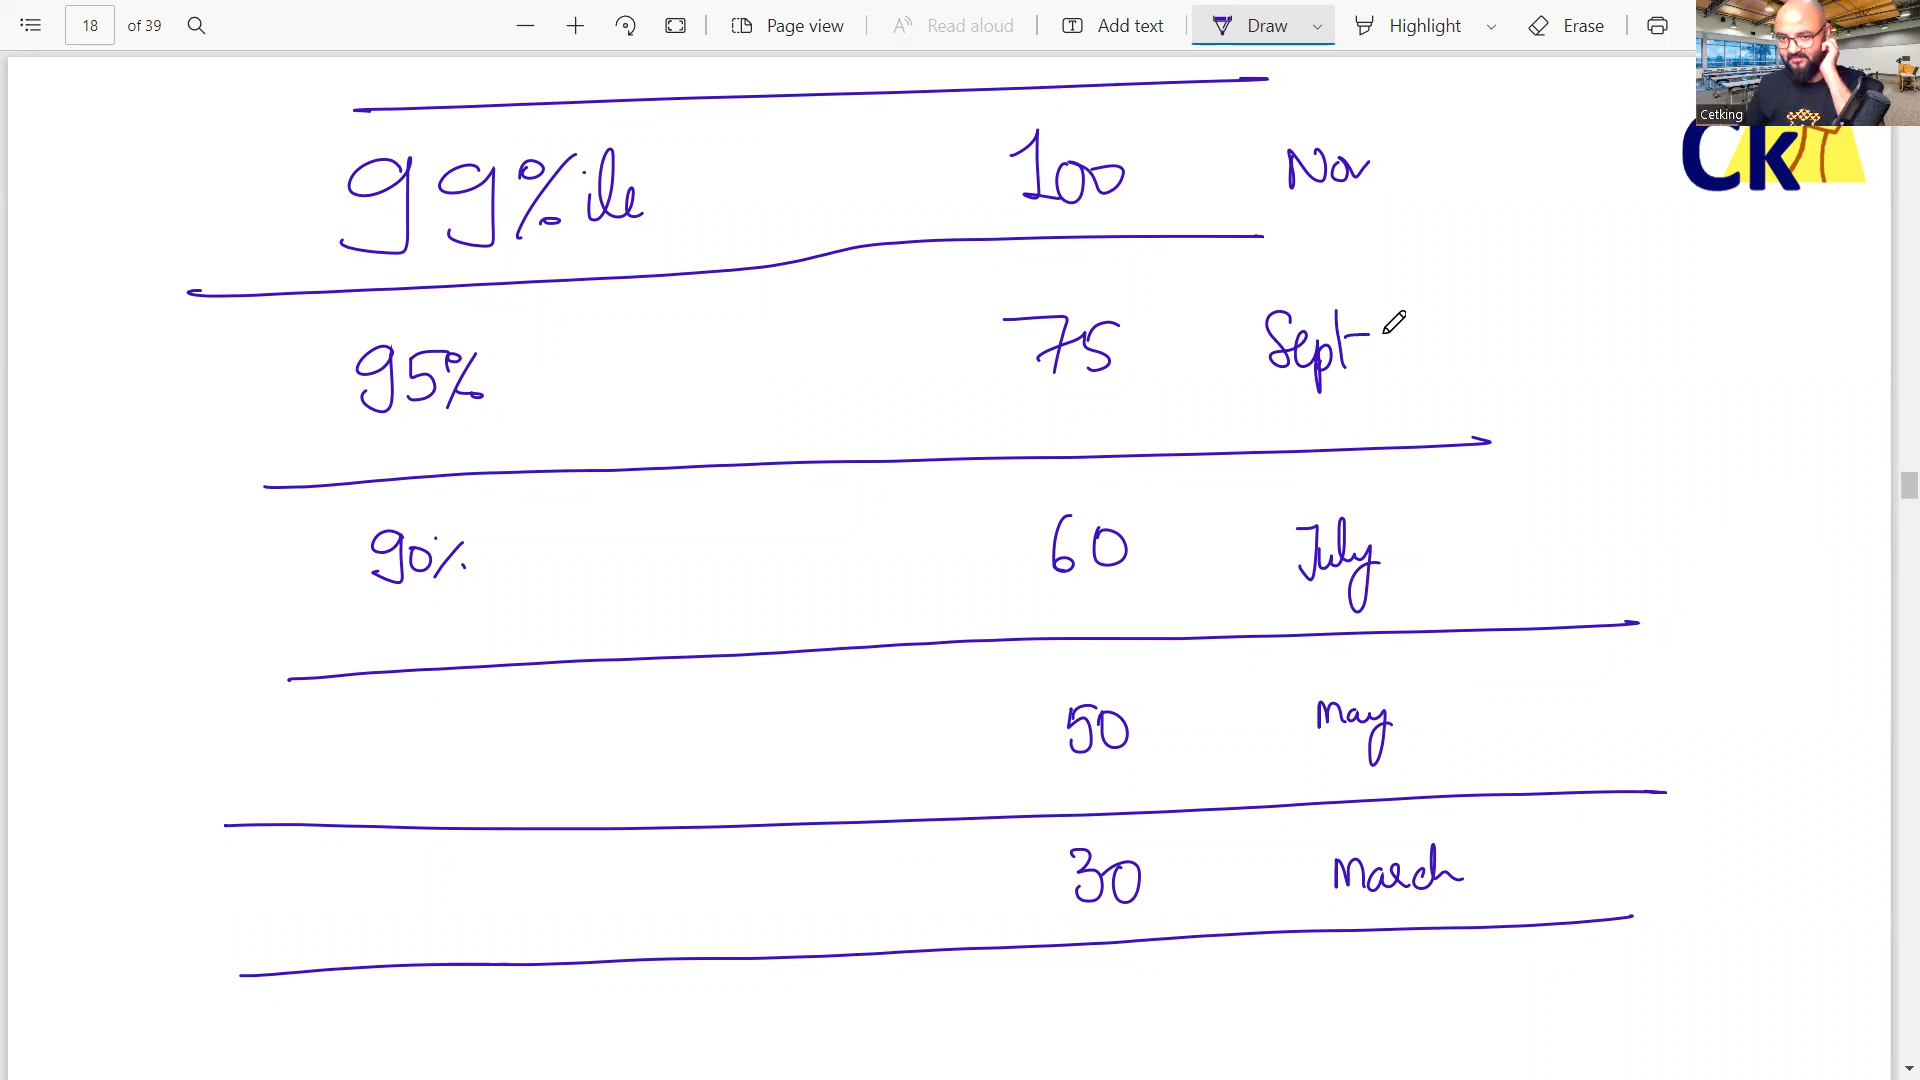 18 of 39 Page view Read aloud Add text Draw Highlight Erase
Cetking
Ck
99%ile 100 Nov
95% 75 Sept
90% 60 July
50 May
30 March